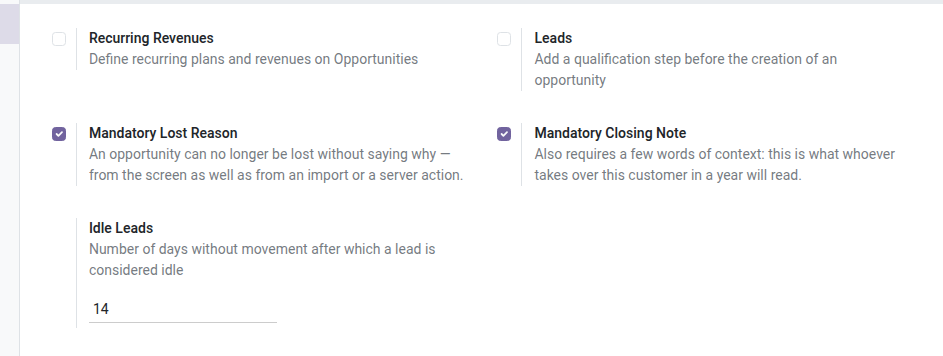 Recurring Revenues
Define recurring plans and revenues on Opportunities
Leads
Add a qualification step before the creation of an
opportunity
Mandatory Lost Reason
An opportunity can no longer be lost without saying why —
from the screen as well as from an import or a server action.
Mandatory Closing Note
Also requires a few words of context: this is what whoever
takes over this customer in a year will read.
Idle Leads
Number of days without movement after which a lead is
considered idle
14